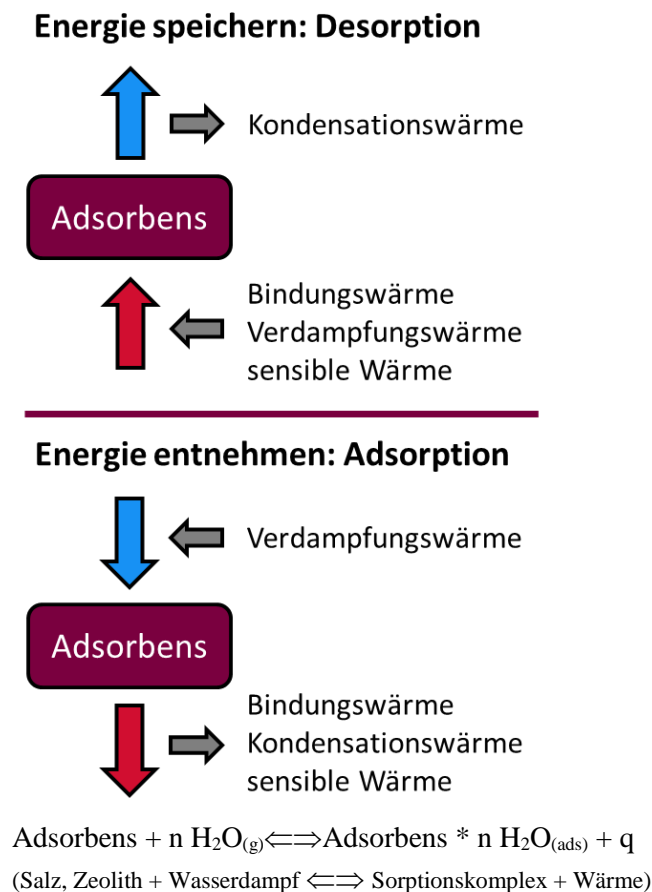 Energie speichern: Desorption
Kondensationswärme
Adsorbens
Bindungswärme
Verdampfungswärme
sensible Wärme
Energie entnehmen: Adsorption
Verdampfungswärme
Adsorbens
Bindungswärme
Kondensationswärme
sensible Wärme
Adsorbens + n H₂O(g)⟺Adsorbens * n H₂O(ads) + q
(Salz, Zeolith + Wasserdampf ⟺ Sorptionskomplex + Wärme)